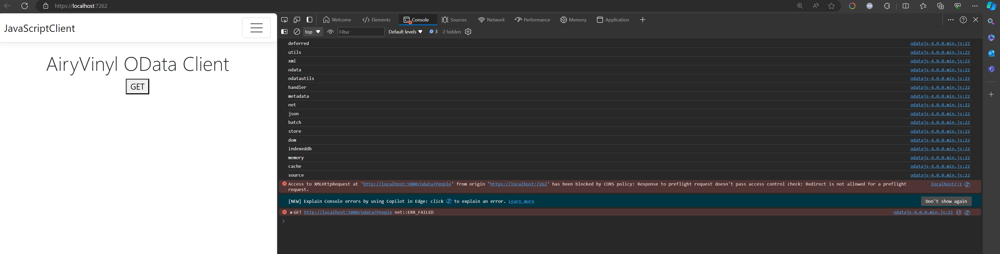 https://localhost:7262
JavaScriptClient
AiryVinyl OData Client
GET
Welcome Elements Console Sources Network Performance Memory Application
top Filter Default levels 3 2 hidden
deferred odatajs-4.0.0.min.js:22
utils odatajs-4.0.0.min.js:22
xml odatajs-4.0.0.min.js:22
odata odatajs-4.0.0.min.js:22
odatautils odatajs-4.0.0.min.js:22
handler odatajs-4.0.0.min.js:22
metadata odatajs-4.0.0.min.js:22
net odatajs-4.0.0.min.js:22
json odatajs-4.0.0.min.js:22
batch odatajs-4.0.0.min.js:22
store odatajs-4.0.0.min.js:22
dom odatajs-4.0.0.min.js:22
indexeddb odatajs-4.0.0.min.js:22
memory odatajs-4.0.0.min.js:22
cache odatajs-4.0.0.min.js:22
source odatajs-4.0.0.min.js:22
Access to XMLHttpRequest at 'http://localhost:5000/odata/People' from origin 'https://localhost:7262' has been blocked by CORS policy: Response to preflight request doesn't pass access control check: Redirect is not allowed for a preflight localhost/:1
request.
[NEW] Explain Console errors by using Copilot in Edge: click to explain an error. Learn more Don't show again
GET http://localhost:5000/odata/People net::ERR_FAILED odatajs-4.0.0.min.js:21